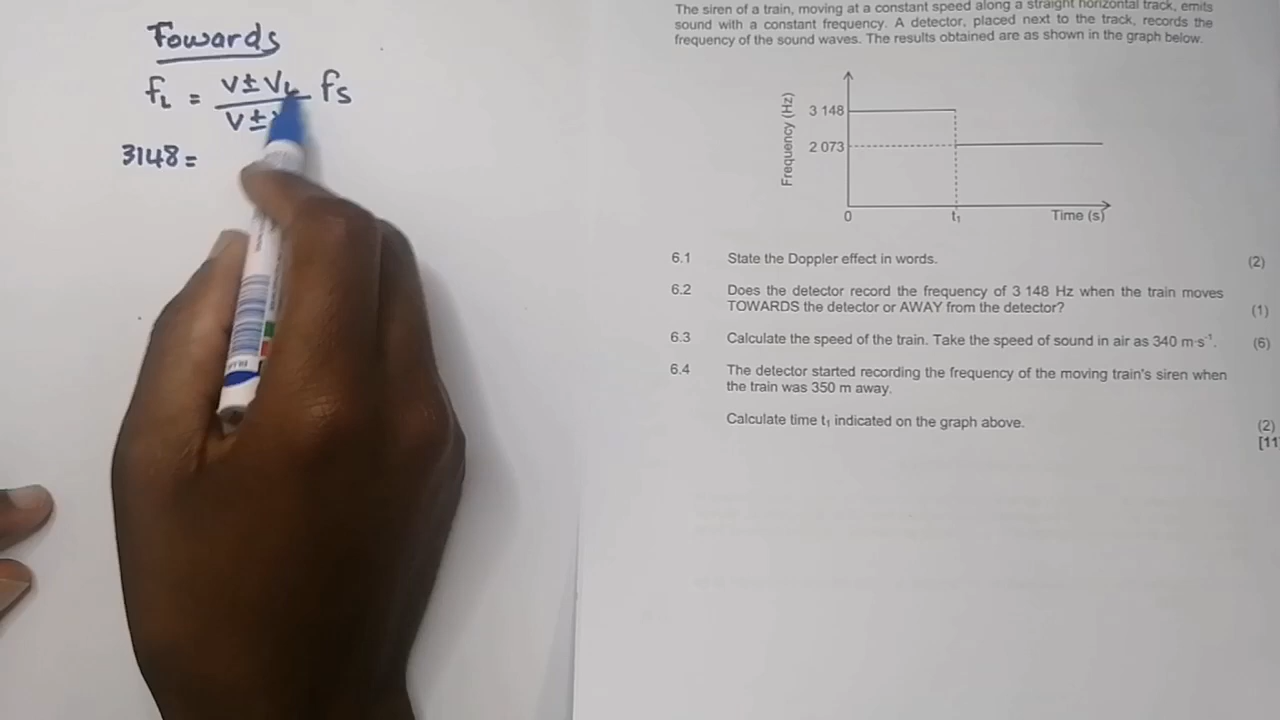 Towards
fL = V ± VL fS
V ±
3148 =
The siren of a train, moving at a constant speed along a straight horizontal track, emits
sound with a constant frequency. A detector, placed next to the track, records the
frequency of the sound waves. The results obtained are as shown in the graph below.
Frequency (Hz)
3 148
2 073
0
t1
Time (s)
6.1 State the Doppler effect in words. (2)
6.2 Does the detector record the frequency of 3 148 Hz when the train moves
TOWARDS the detector or AWAY from the detector? (1)
6.3 Calculate the speed of the train. Take the speed of sound in air as 340 m·s-1. (6)
6.4 The detector started recording the frequency of the moving train's siren when
the train was 350 m away.
Calculate time t1 indicated on the graph above. (2)
[11